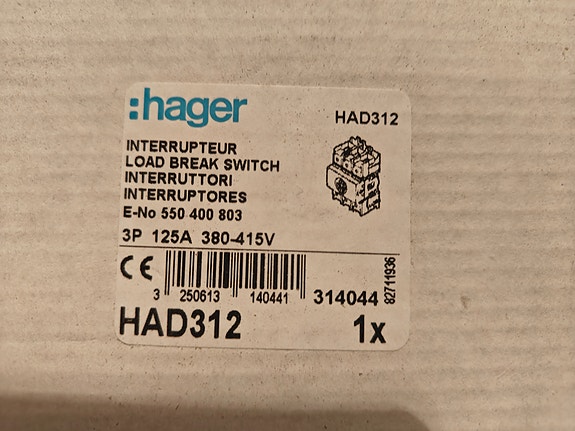 :hager
HAD312
INTERRUPTEUR
LOAD BREAK SWITCH
INTERRUTTORI
INTERRUPTORES
E-No 550 400 803
3P 125A 380-415V
CE
3 250613 140441
314044
82711936
HAD312
1x